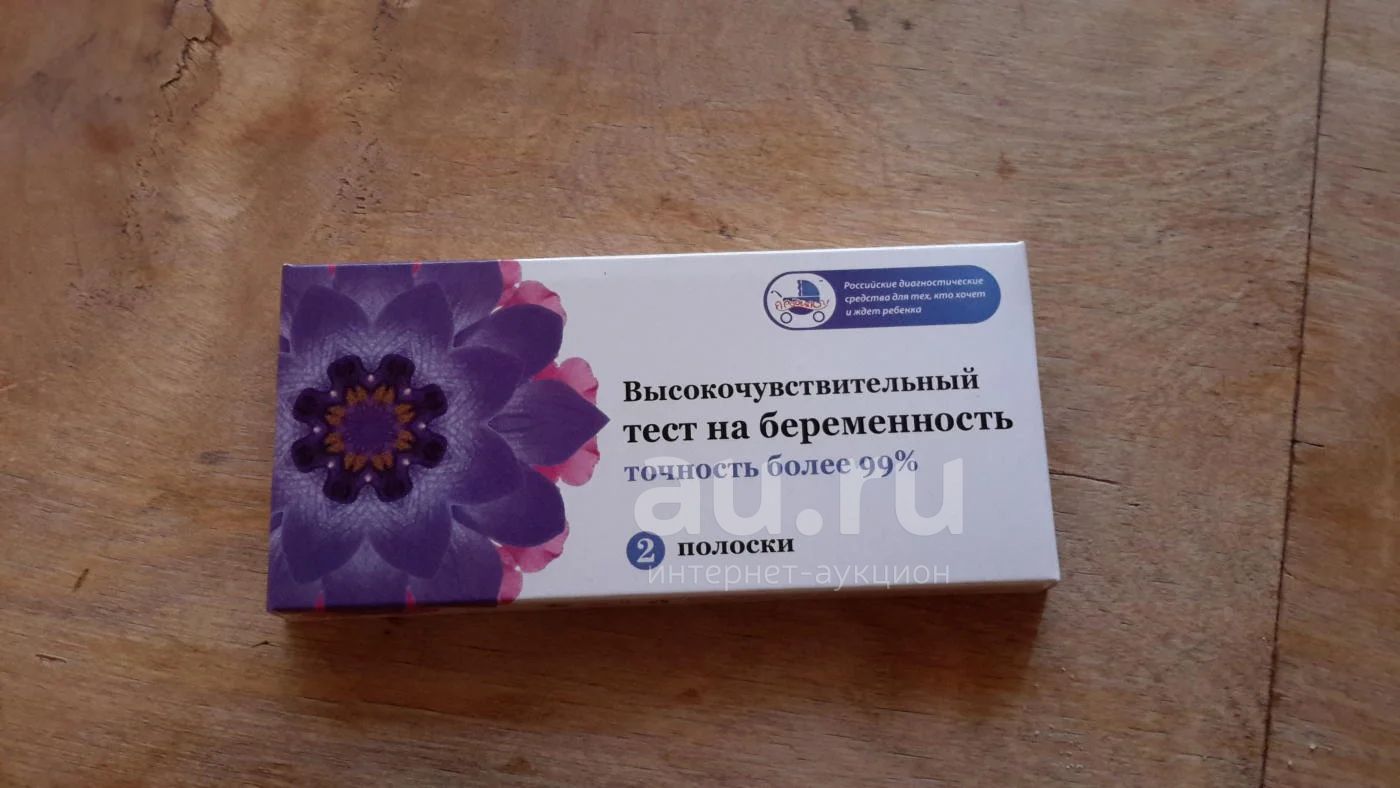 Российские диагностические
средства для тех, кто хочет
и ждет ребенка
Высокочувствительный
тест на беременность
точность более 99%
2 полоски
au.ru
интернет-аукцион